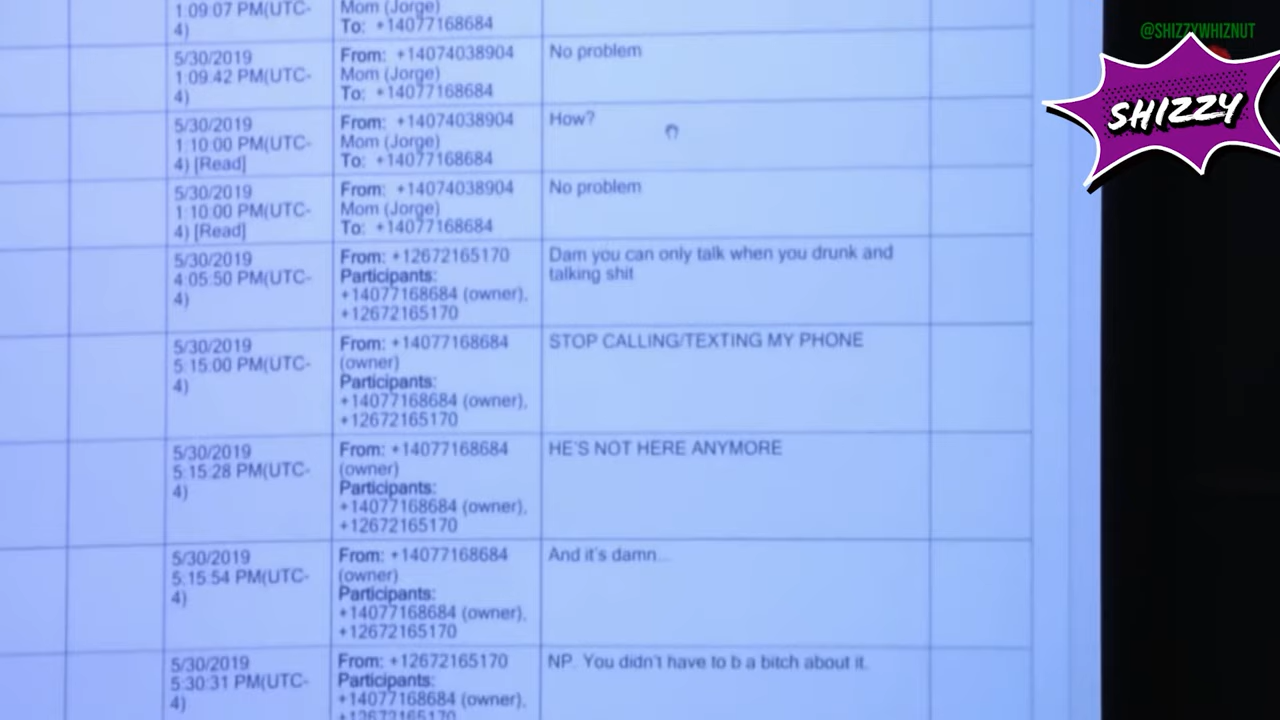 @SHIZZYWHIZNUT
SHIZZY
1:09:07 PM(UTC-
4)
Mom (Jorge)
To: +14077168684
5/30/2019
1:09:42 PM(UTC-
4)
From: +14074038904
Mom (Jorge)
To: +14077168684
No problem
5/30/2019
1:10:00 PM(UTC-
4) [Read]
From: +14074038904
Mom (Jorge)
To: +14077168684
How?
5/30/2019
1:10:00 PM(UTC-
4) [Read]
From: +14074038904
Mom (Jorge)
To: +14077168684
No problem
5/30/2019
4:05:50 PM(UTC-
4)
From: +12672165170
Participants:
+14077168684 (owner),
+12672165170
Dam you can only talk when you drunk and
talking shit
5/30/2019
5:15:00 PM(UTC-
4)
From: +14077168684
(owner)
Participants:
+14077168684 (owner),
+12672165170
STOP CALLING/TEXTING MY PHONE
5/30/2019
5:15:28 PM(UTC-
4)
From: +14077168684
(owner)
Participants:
+14077168684 (owner),
+12672165170
HE'S NOT HERE ANYMORE
5/30/2019
5:15:54 PM(UTC-
4)
From: +14077168684
(owner)
Participants:
+14077168684 (owner),
+12672165170
And it's damn...
5/30/2019
5:30:31 PM(UTC-
4)
From: +12672165170
Participants:
+14077168684 (owner),
+12672165170
NP. You didn't have to b a bitch about it.